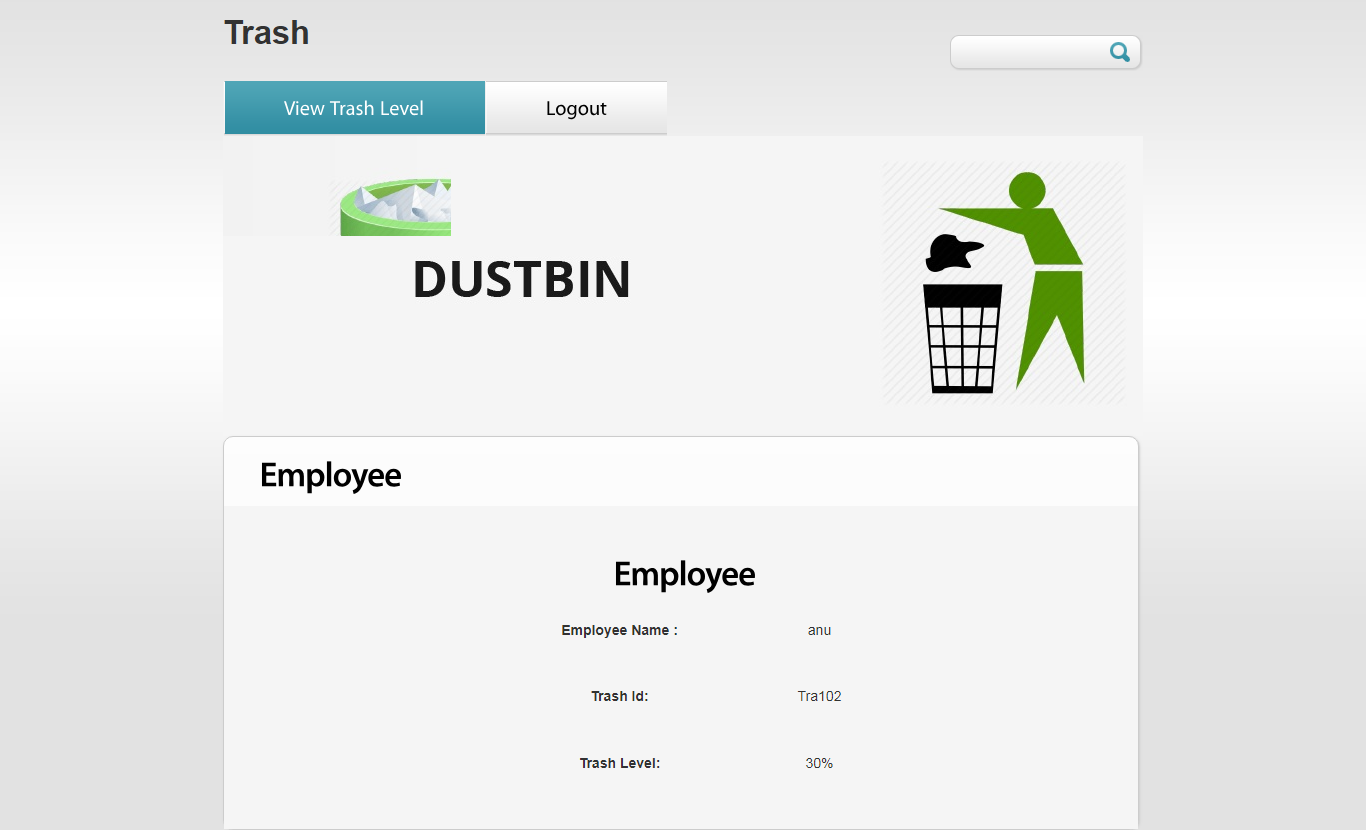 Trash
View Trash Level
Logout
DUSTBIN
Employee
Employee
Employee Name : anu
Trash Id: Tra102
Trash Level: 30%